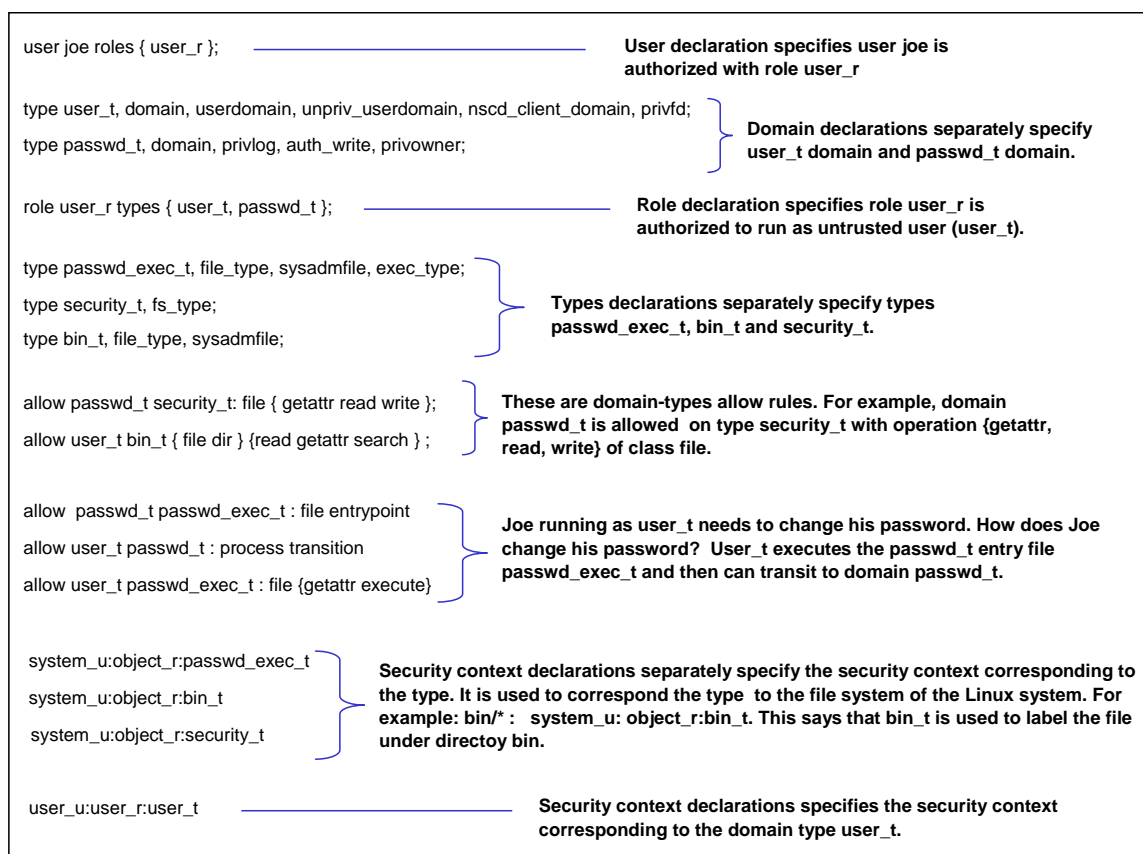 user joe roles { user_r };
User declaration specifies user joe is
authorized with role user_r
type user_t, domain, userdomain, unpriv_userdomain, nscd_client_domain, privfd;
type passwd_t, domain, privlog, auth_write, privowner;
Domain declarations separately specify
user_t domain and passwd_t domain.
role user_r types { user_t, passwd_t };
Role declaration specifies role user_r is
authorized to run as untrusted user (user_t).
type passwd_exec_t, file_type, sysadmfile, exec_type;
type security_t, fs_type;
type bin_t, file_type, sysadmfile;
Types declarations separately specify types
passwd_exec_t, bin_t and security_t.
allow passwd_t security_t: file { getattr read write };
allow user_t bin_t { file dir } {read getattr search } ;
These are domain-types allow rules. For example, domain
passwd_t is allowed on type security_t with operation {getattr,
read, write} of class file.
allow passwd_t passwd_exec_t : file entrypoint
allow user_t passwd_t : process transition
allow user_t passwd_exec_t : file {getattr execute}
Joe running as user_t needs to change his password. How does Joe
change his password? User_t executes the passwd_t entry file
passwd_exec_t and then can transit to domain passwd_t.
system_u:object_r:passwd_exec_t
system_u:object_r:bin_t
system_u:object_r:security_t
Security context declarations separately specify the security context corresponding to
the type. It is used to correspond the type to the file system of the Linux system. For
example: bin/* : system_u: object_r:bin_t. This says that bin_t is used to label the file
under directoy bin.
user_u:user_r:user_t
Security context declarations specifies the security context
corresponding to the domain type user_t.